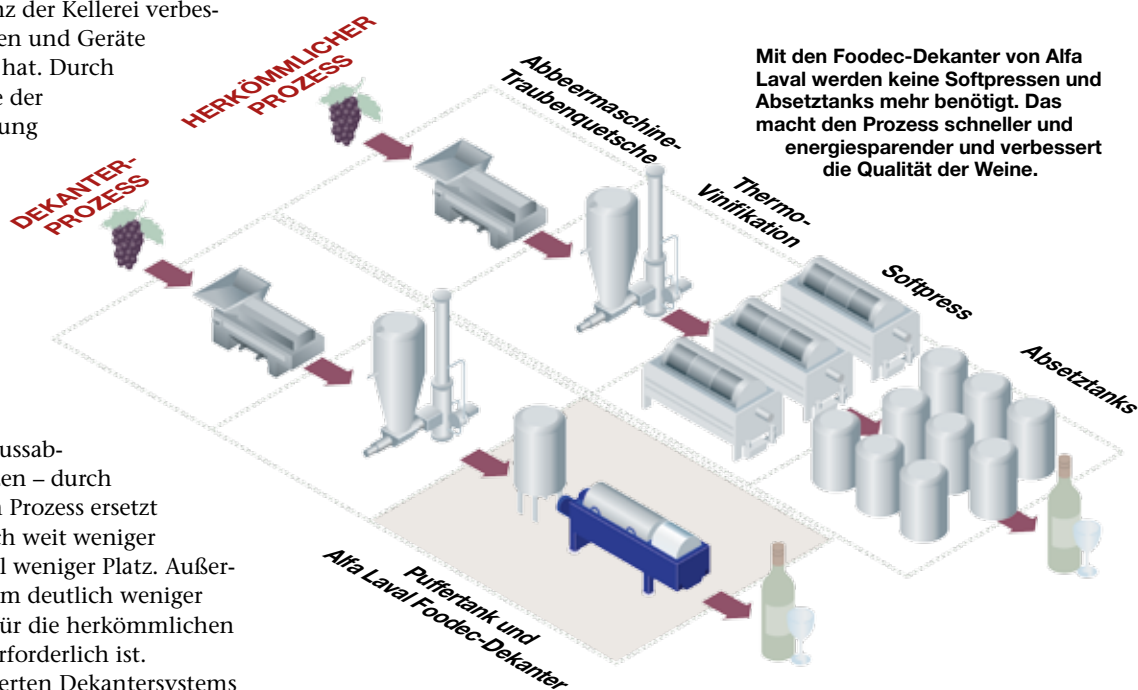 nz der Kellerei verbes-
en und Geräte
hat. Durch
e der
ung
HERKÖMMLICHER
PROZESS
DEKANTER-
PROZESS
Abbeermaschine-
Traubenquetsche
Thermo-
Vinifikation
Softpress
Absetztanks
Mit den Foodec-Dekanter von Alfa
Laval werden keine Softpressen und
Absetztanks mehr benötigt. Das
macht den Prozess schneller und
energiesparender und verbessert
die Qualität der Weine.
ussab-
en – durch
Prozess ersetzt
ch weit weniger
l weniger Platz. Außer-
m deutlich weniger
ür die herkömmlichen
rforderlich ist.
erten Dekantersystems
Puffertank und
Alfa Laval Foodec-Dekanter